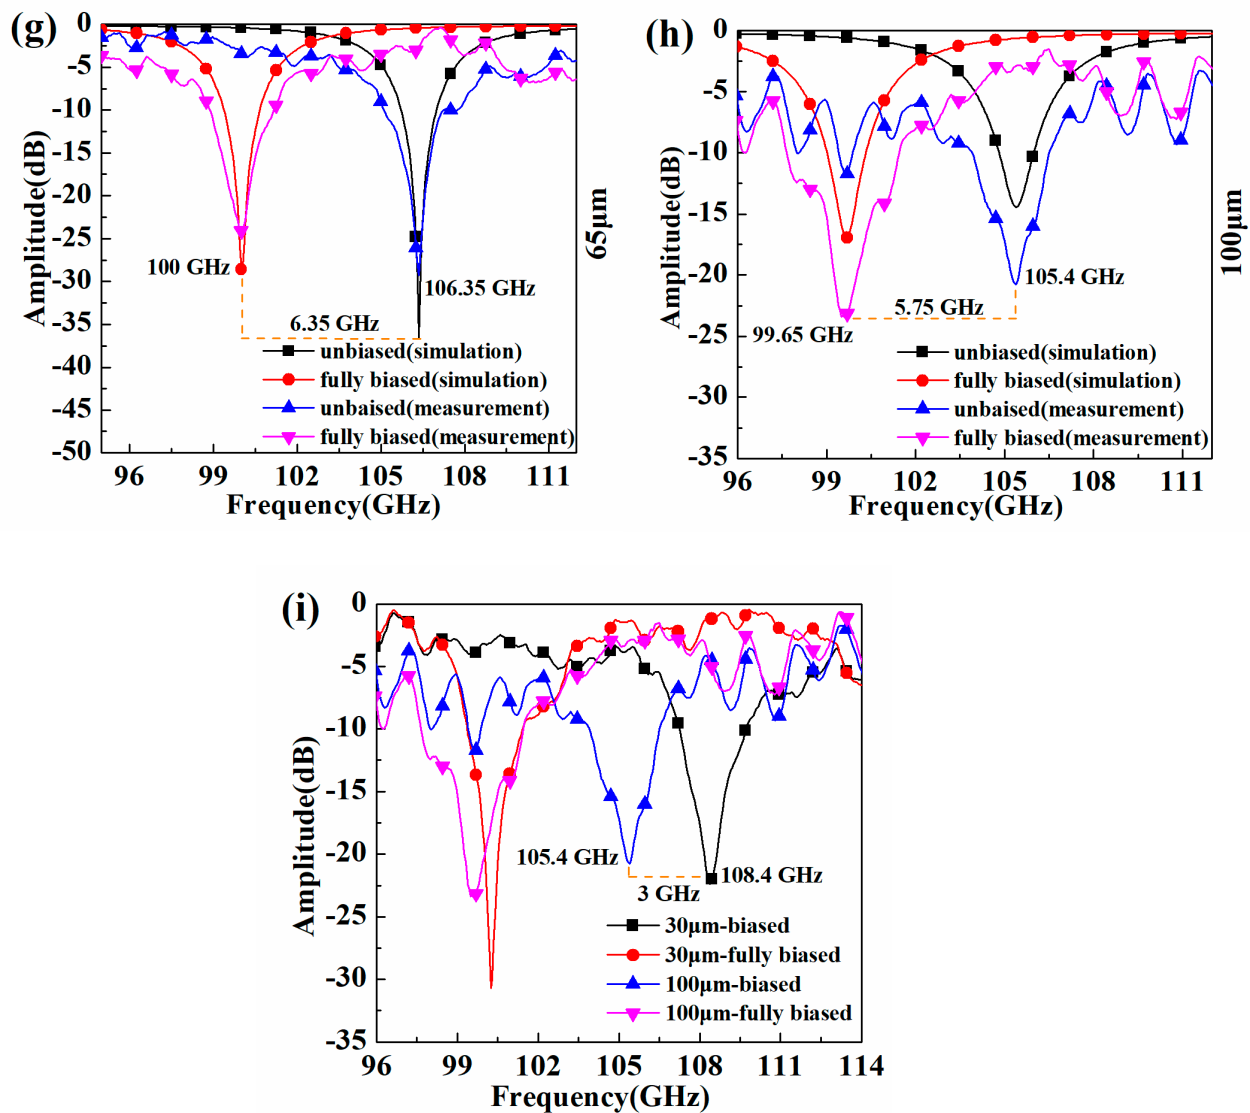 (g)
0
-5
-10
-15
-20
-25
-30
-35
-40
-45
-50
Amplitude(dB)
100 GHz
106.35 GHz
6.35 GHz
unbiased(simulation)
fully biased(simulation)
unbaised(measurement)
fully biased(measurement)
96 99 102 105 108 111
Frequency(GHz)
65μm
(h)
0
-5
-10
-15
-20
-25
-30
-35
Amplitude(dB)
105.4 GHz
5.75 GHz
99.65 GHz
unbiased(simulation)
fully biased(simulation)
unbaised(measurement)
fully biased(measurement)
96 99 102 105 108 111
Frequency(GHz)
100μm
(i)
0
-5
-10
-15
-20
-25
-30
-35
Amplitude(dB)
105.4 GHz
108.4 GHz
3 GHz
30μm-biased
30μm-fully biased
100μm-biased
100μm-fully biased
96 99 102 105 108 111 114
Frequency(GHz)